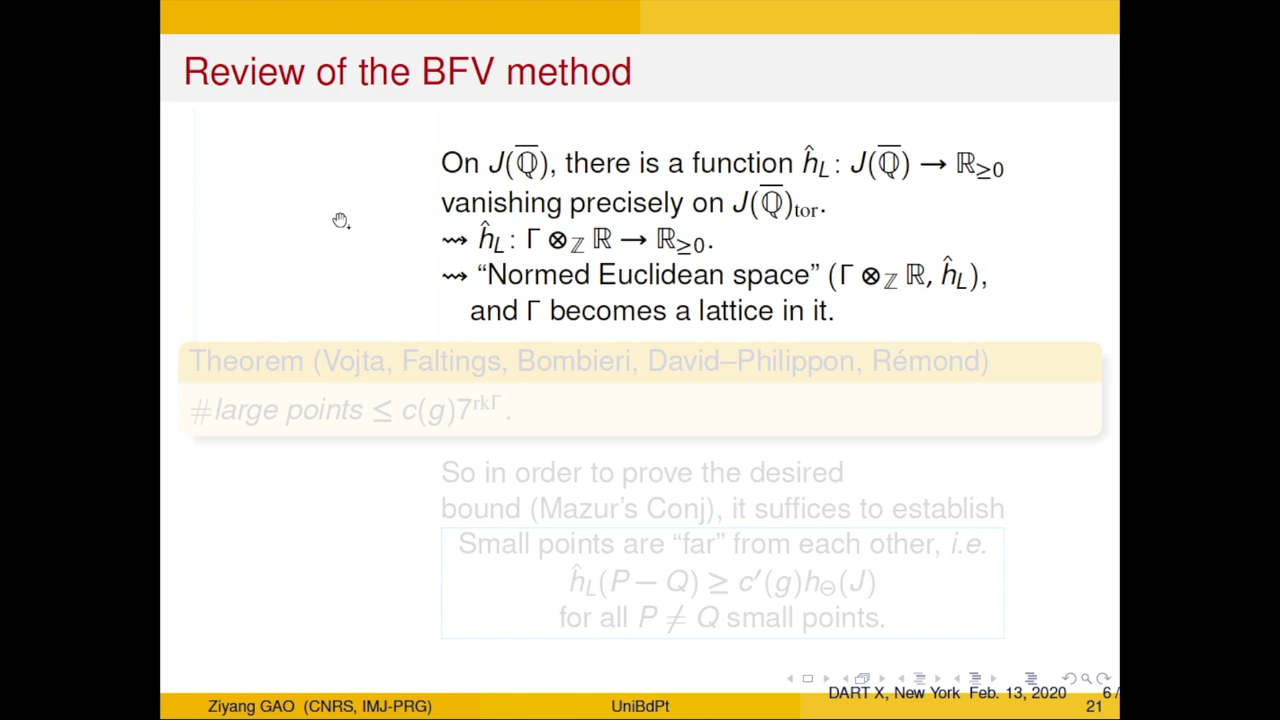 Review of the BFV method
On J(ℚ̅), there is a function ĥ_L : J(ℚ̅) → ℝ_≥0
vanishing precisely on J(ℚ̅)_tor.
⇝ ĥ_L : Γ ⊗_ℤ ℝ → ℝ_≥0.
⇝ “Normed Euclidean space” (Γ ⊗_ℤ ℝ, ĥ_L),
and Γ becomes a lattice in it.
Theorem (Vojta, Faltings, Bombieri, David–Philippon, Rémond)
#large points ≤ c(g)7^rkΓ.
So in order to prove the desired
bound (Mazur’s Conj), it suffices to establish
Small points are “far” from each other, i.e.
ĥ_L(P − Q) ≥ c′(g)h_Θ(J)
for all P ≠ Q small points.
Ziyang GAO (CNRS, IMJ-PRG) UniBdPt DART X, New York Feb. 13, 2020 6 /
21